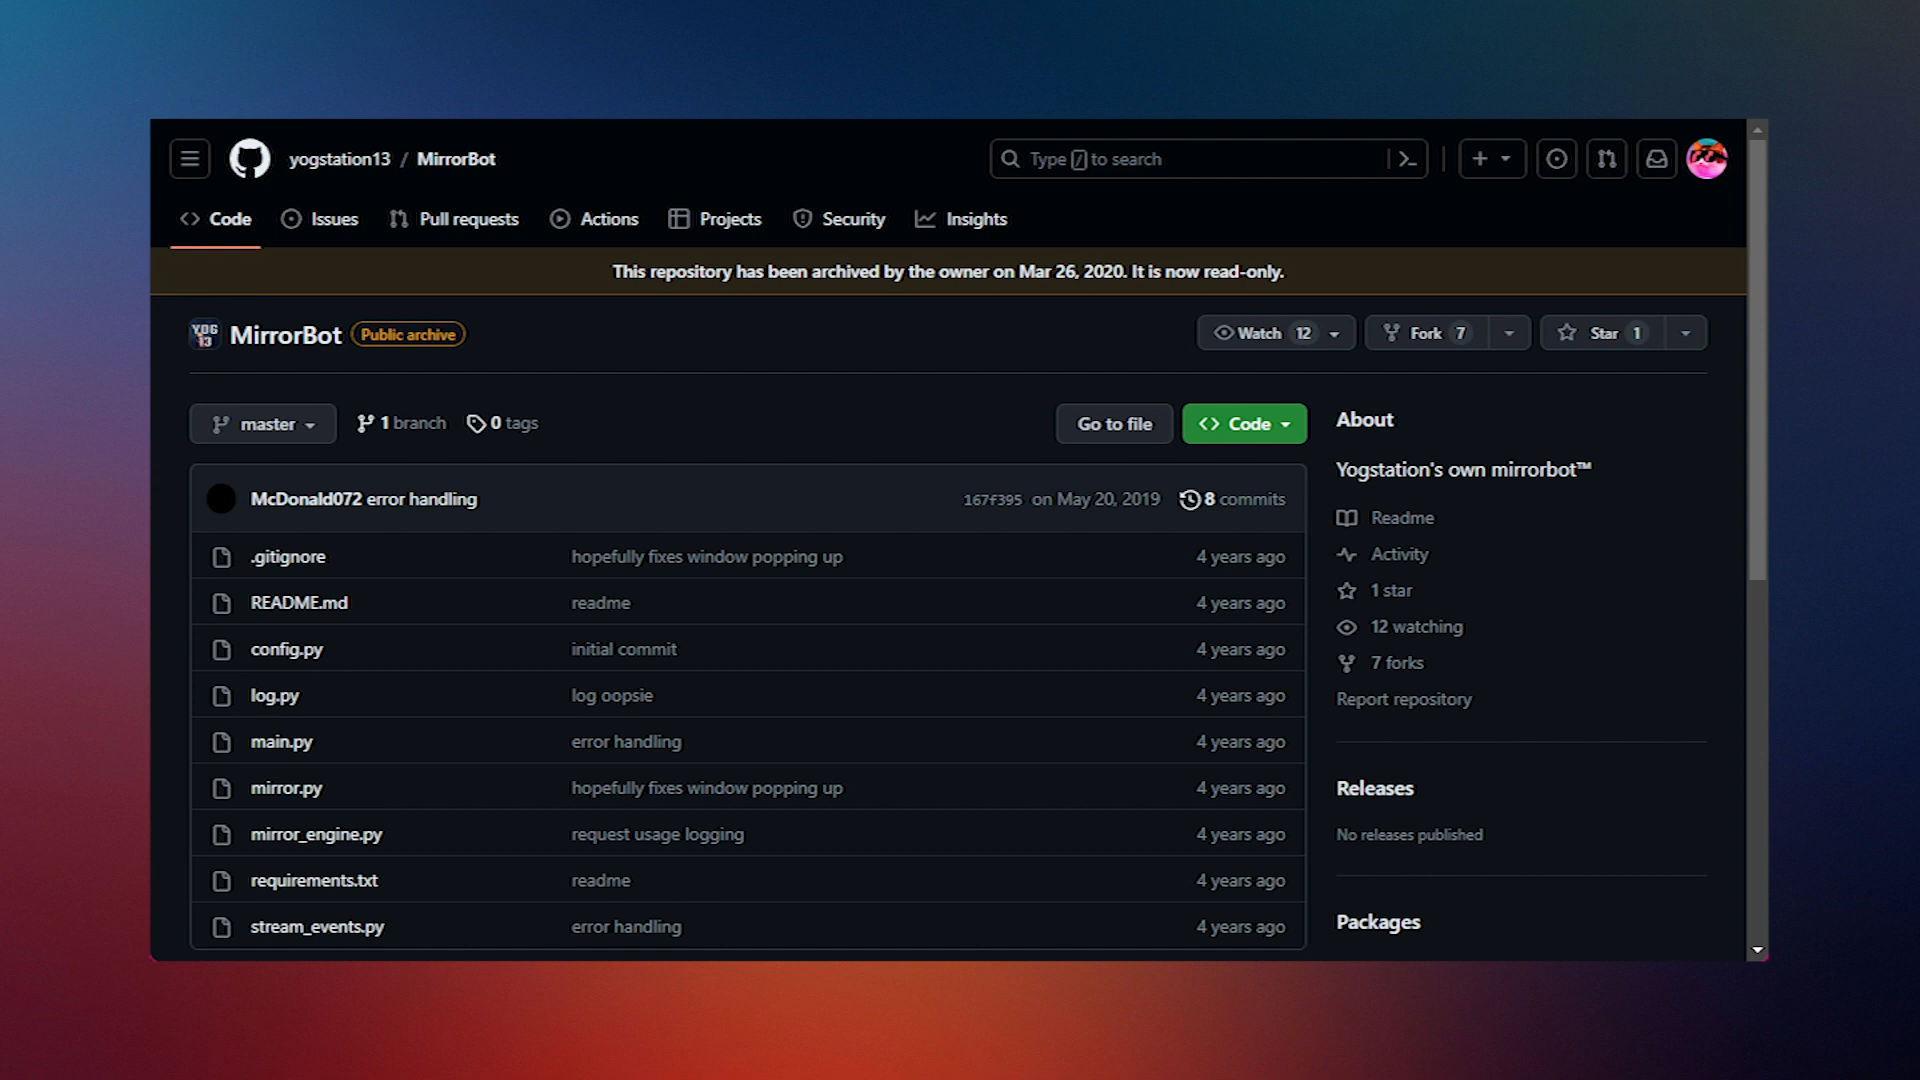 yogstation13 / MirrorBot
Type / to search
Code Issues Pull requests Actions Projects Security Insights
This repository has been archived by the owner on Mar 26, 2020. It is now read-only.
YOG
13
MirrorBot Public archive
Watch 12 Fork 7 Star 1
master 1 branch 0 tags
Go to file Code
McDonald072 error handling 167f395 on May 20, 2019 8 commits
.gitignore hopefully fixes window popping up 4 years ago
README.md readme 4 years ago
config.py initial commit 4 years ago
log.py log oopsie 4 years ago
main.py error handling 4 years ago
mirror.py hopefully fixes window popping up 4 years ago
mirror_engine.py request usage logging 4 years ago
requirements.txt readme 4 years ago
stream_events.py error handling 4 years ago
About
Yogstation's own mirrorbot™
Readme
Activity
1 star
12 watching
7 forks
Report repository
Releases
No releases published
Packages